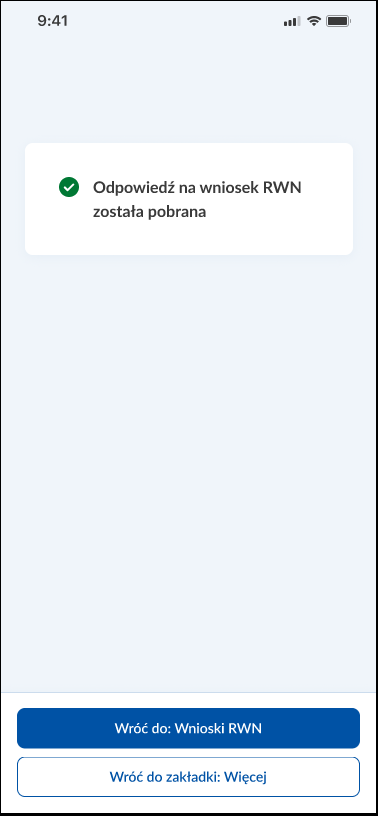 9:41
Odpowiedź na wniosek RWN
została pobrana
Wróć do: Wnioski RWN
Wróć do zakładki: Więcej